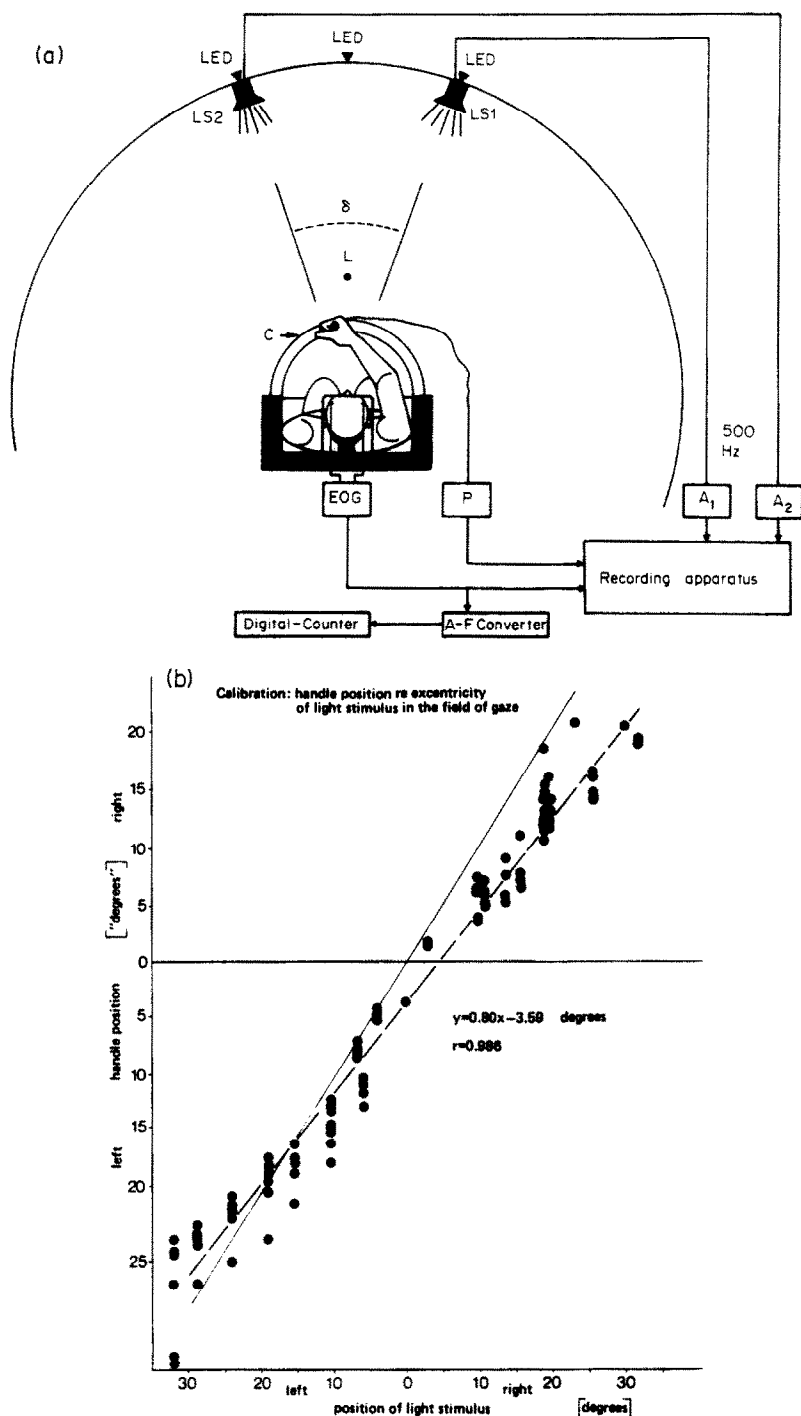 (a)
LED
LED
LED
LS2
LS1
δ
L
C
500
Hz
EOG
P
A1
A2
Recording apparatus
Digital-Counter
A-F Converter
(b)
Calibration: handle position re excentricity
of light stimulus in the field of gaze
20
15
10
5
0
5
10
15
20
25
right
["degrees"]
handle position
left
y=0.80x−3.59 degrees
r=0.986
30
20
10
0
10
20
30
left
right
position of light stimulus
[degrees]